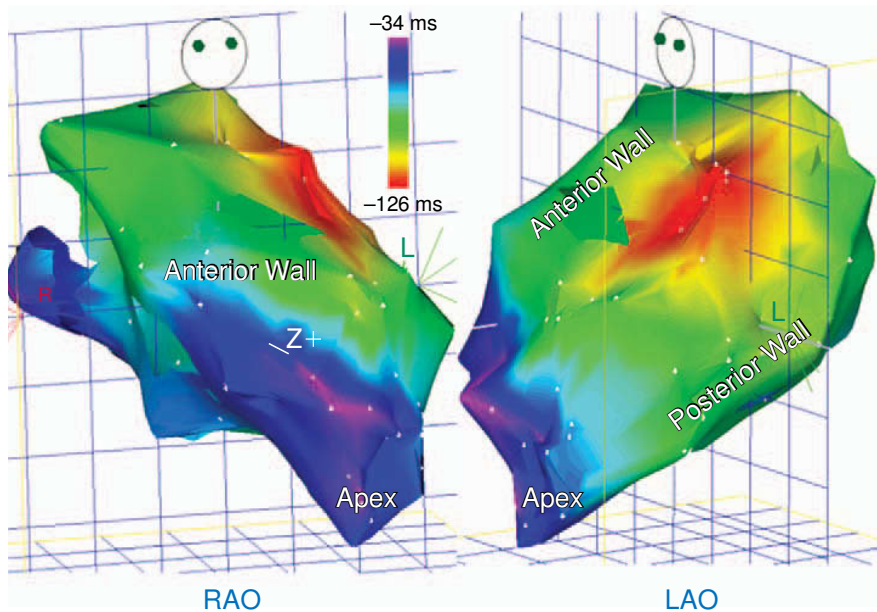 −34 ms
−126 ms
Anterior Wall
L
R
Z
Apex
RAO
Anterior Wall
L
Posterior Wall
Apex
LAO